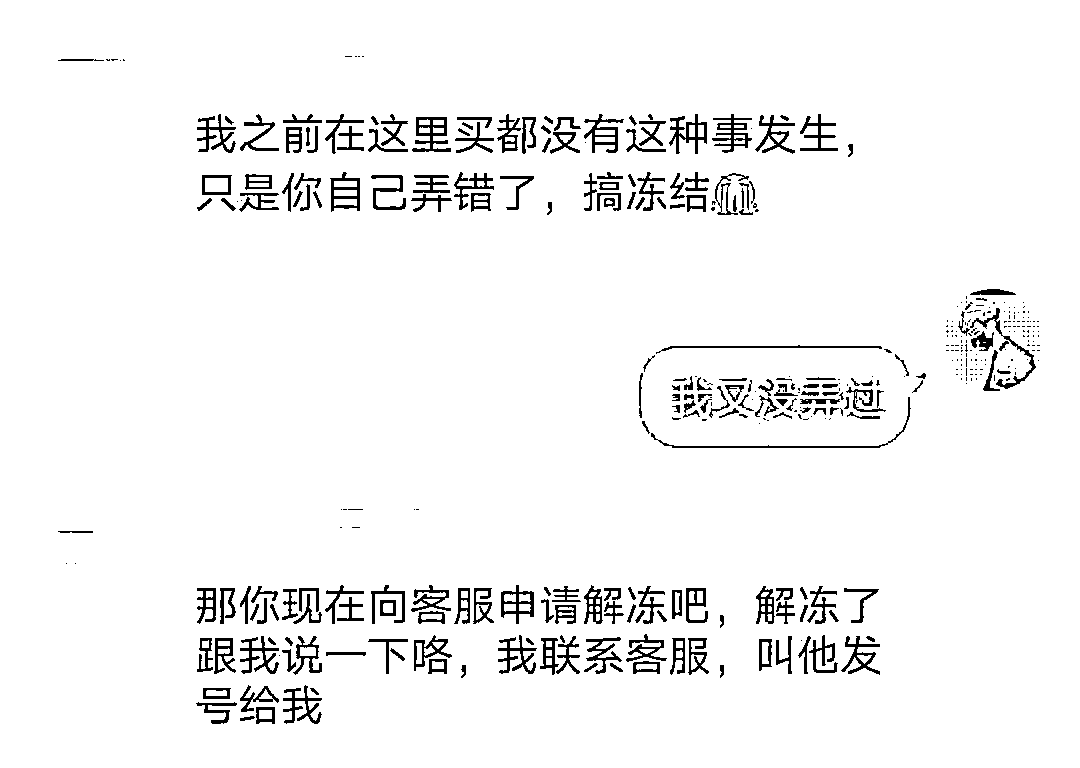 我之前在这里买都没有这种事发生，
只是你自己弄错了，搞冻结
我又没弄过
那你现在向客服申请解冻吧，解冻了
跟我说一下咯，我联系客服，叫他发
号给我